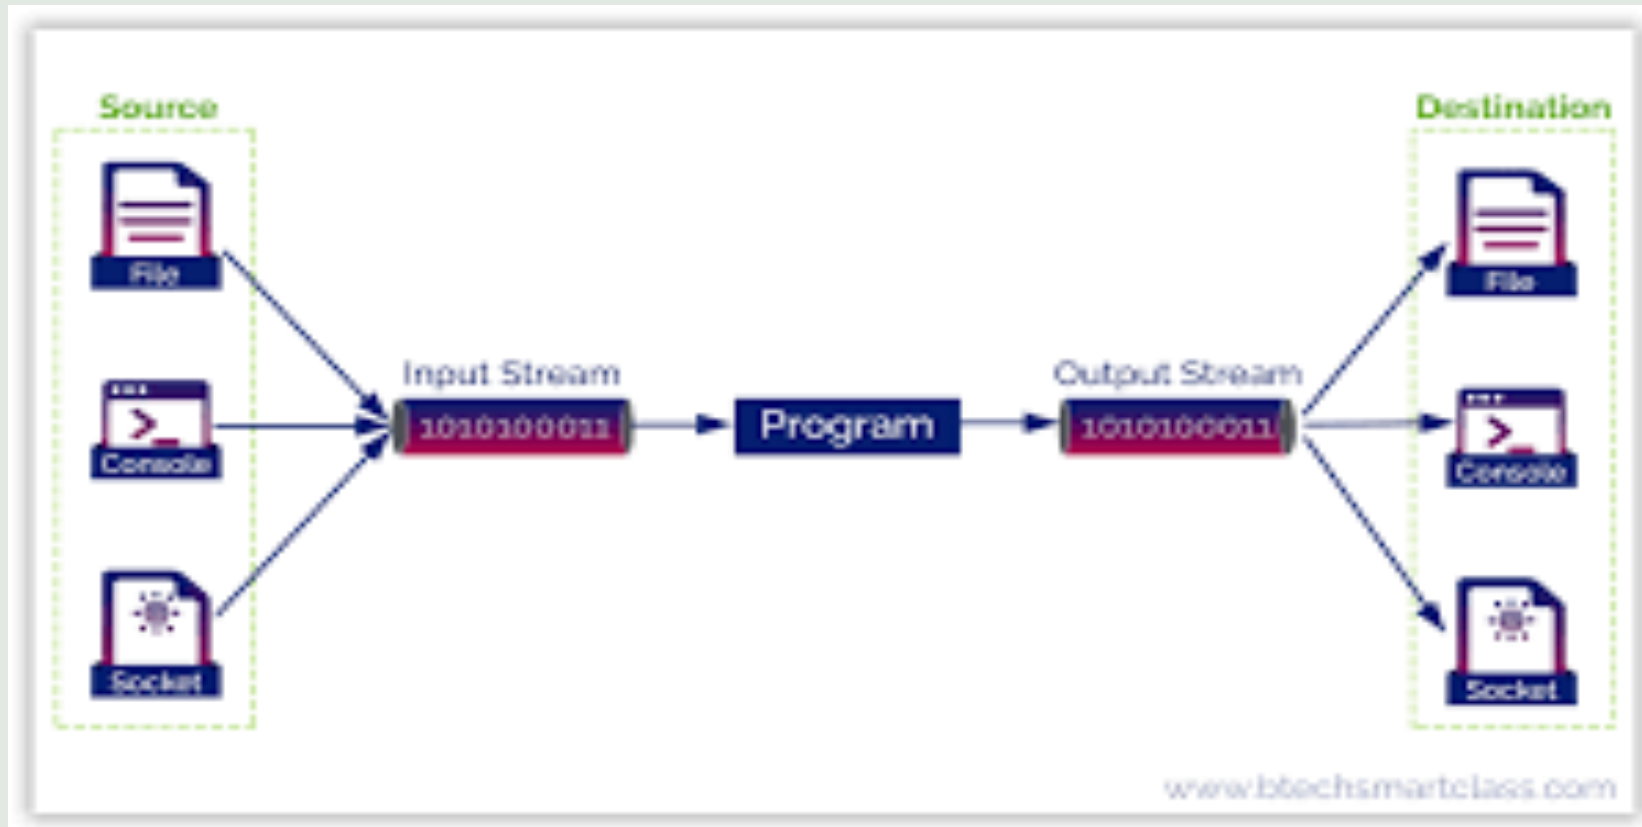 Source
File
Console
Socket
Input Stream
1010100011
Program
Output Stream
1010100011
Destination
File
Console
Socket
www.btechsmartclass.com